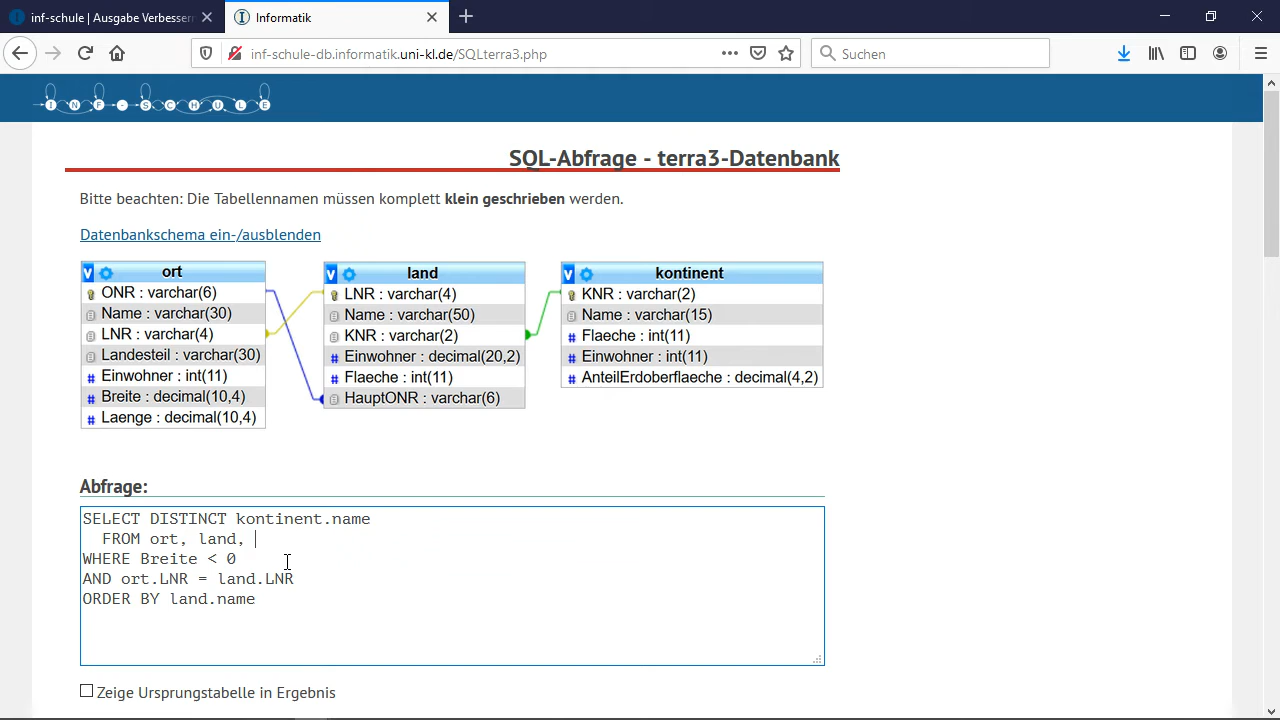 inf-schule | Ausgabe Verbesser
Informatik
inf-schule-db.informatik.uni-kl.de/SQLterra3.php
Suchen
I N F - S C H U L E
SQL-Abfrage - terra3-Datenbank
Bitte beachten: Die Tabellennamen müssen komplett klein geschrieben werden.
Datenbankschema ein-/ausblenden
ort
ONR : varchar(6)
Name : varchar(30)
LNR : varchar(4)
Landesteil : varchar(30)
Einwohner : int(11)
Breite : decimal(10,4)
Laenge : decimal(10,4)
land
LNR : varchar(4)
Name : varchar(50)
KNR : varchar(2)
Einwohner : decimal(20,2)
Flaeche : int(11)
HauptONR : varchar(6)
kontinent
KNR : varchar(2)
Name : varchar(15)
Flaeche : int(11)
Einwohner : int(11)
AnteilErdoberflaeche : decimal(4,2)
Abfrage:
SELECT DISTINCT kontinent.name
FROM ort, land,
WHERE Breite < 0
AND ort.LNR = land.LNR
ORDER BY land.name
Zeige Ursprungstabelle in Ergebnis